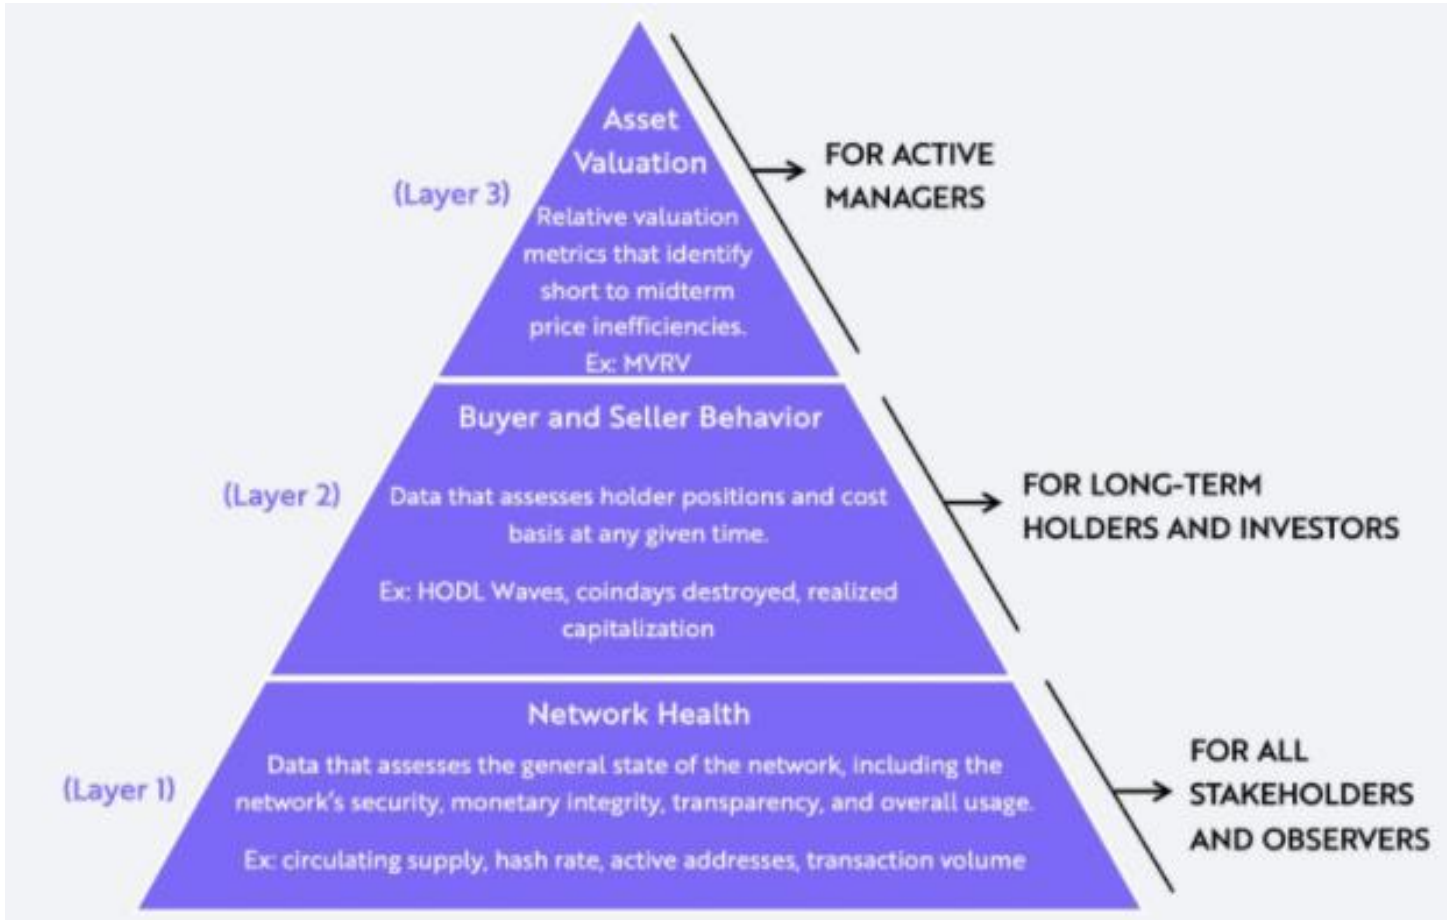 Asset
Valuation
(Layer 3)
Relative valuation
metrics that identify
short to midterm
price inefficiencies.
Ex: MVRV
FOR ACTIVE
MANAGERS
Buyer and Seller Behavior
(Layer 2)
Data that assesses holder positions and cost
basis at any given time.
Ex: HODL Waves, coindays destroyed, realized
capitalization
FOR LONG-TERM
HOLDERS AND INVESTORS
Network Health
(Layer 1)
Data that assesses the general state of the network, including the
network's security, monetary integrity, transparency, and overall usage.
Ex: circulating supply, hash rate, active addresses, transaction volume
FOR ALL
STAKEHOLDERS
AND OBSERVERS